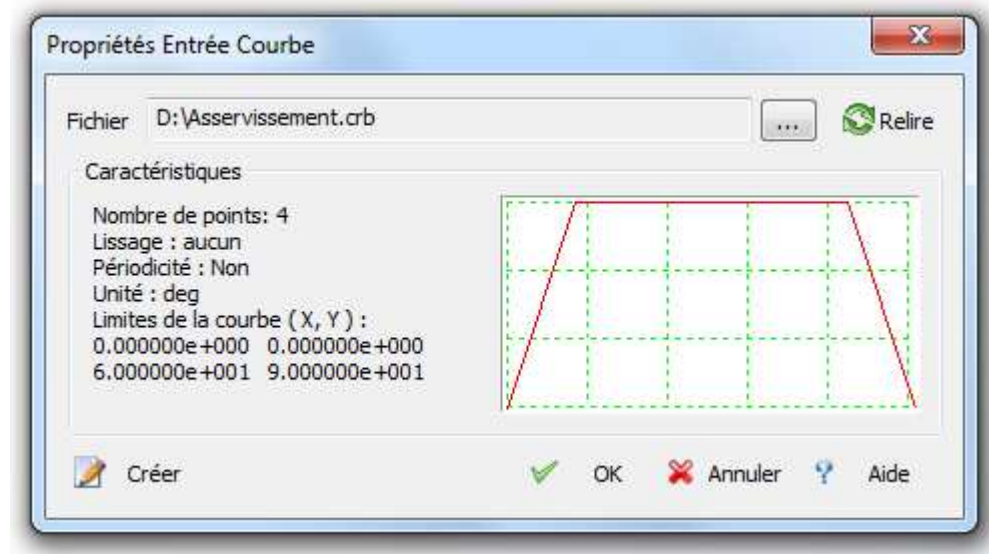 Propriétés Entrée Courbe
Fichier D:\Asservissement.crb ... Relire
Caractéristiques
Nombre de points: 4
Lissage : aucun
Périodicité : Non
Unité : deg
Limites de la courbe ( X, Y ) :
0.000000e+000 0.000000e+000
6.000000e+001 9.000000e+001
Créer OK Annuler Aide